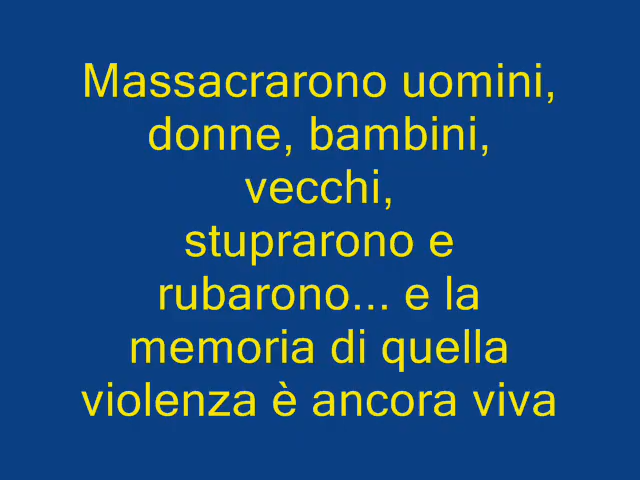 Massacrarono uomini,
donne, bambini,
vecchi,
stuprarono e
rubarono... e la
memoria di quella
violenza è ancora viva